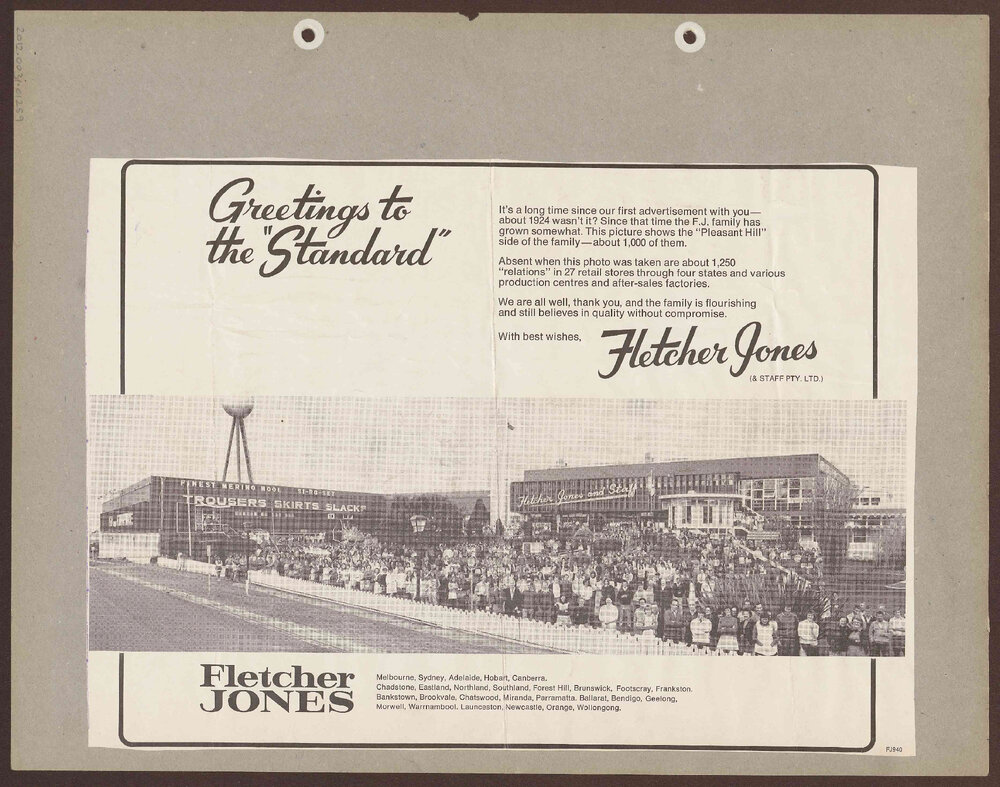 2012.0031.01259
Greetings to
the "Standard"
It's a long time since our first advertisement with you—
about 1924 wasn't it? Since that time the F.J. family has
grown somewhat. This picture shows the "Pleasant Hill"
side of the family—about 1,000 of them.
Absent when this photo was taken are about 1,250
"relations" in 27 retail stores through four states and various
production centres and after-sales factories.
We are all well, thank you, and the family is flourishing
and still believes in quality without compromise.
With best wishes,
Fletcher Jones
(& STAFF PTY. LTD.)
FINEST MERINO WOOL SI-RO-SET
TROUSERS SKIRTS SLACKS
Fletcher Jones and Staff
Fletcher
JONES
Melbourne, Sydney, Adelaide, Hobart, Canberra.
Chadstone, Eastland, Northland, Southland, Forest Hill, Brunswick, Footscray, Frankston.
Bankstown, Brookvale, Chatswood, Miranda, Parramatta, Ballarat, Bendigo, Geelong,
Morwell, Warrnambool, Launceston, Newcastle, Orange, Wollongong.
FJ940